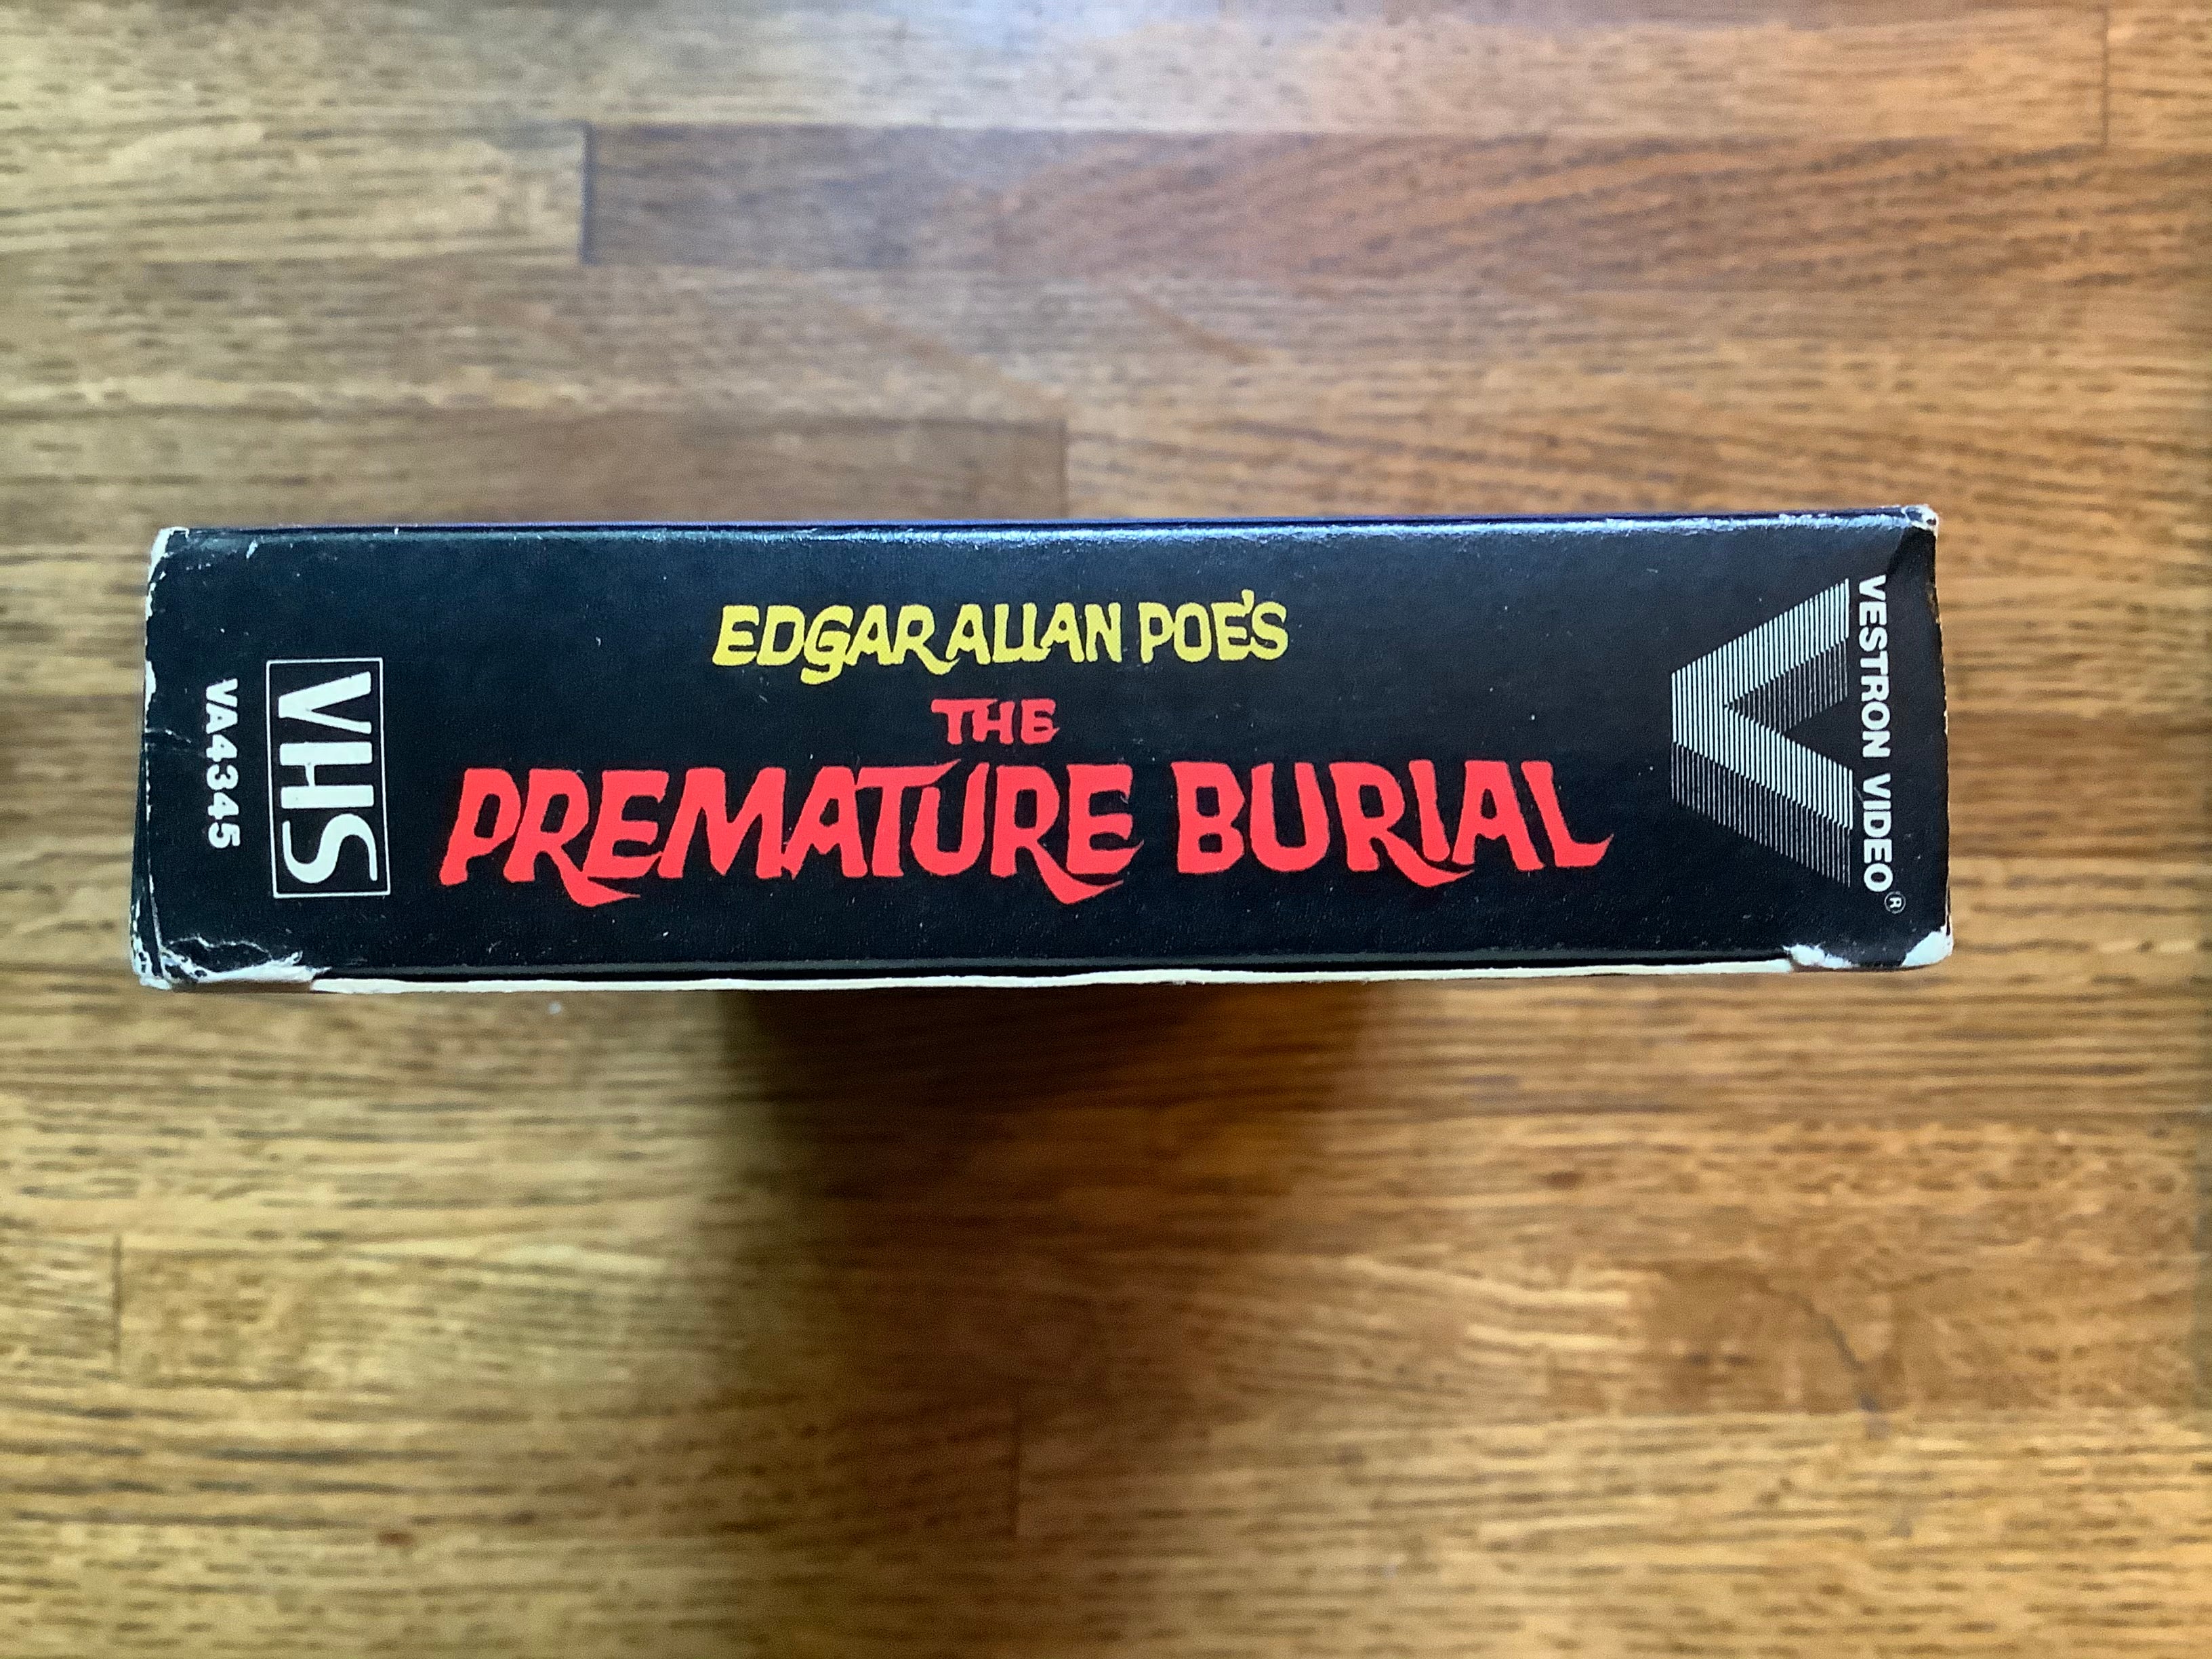 EDGAR ALLAN POE'S
THE
PREMATURE BURIAL
VHS
VA4345
VESTRON VIDEO®